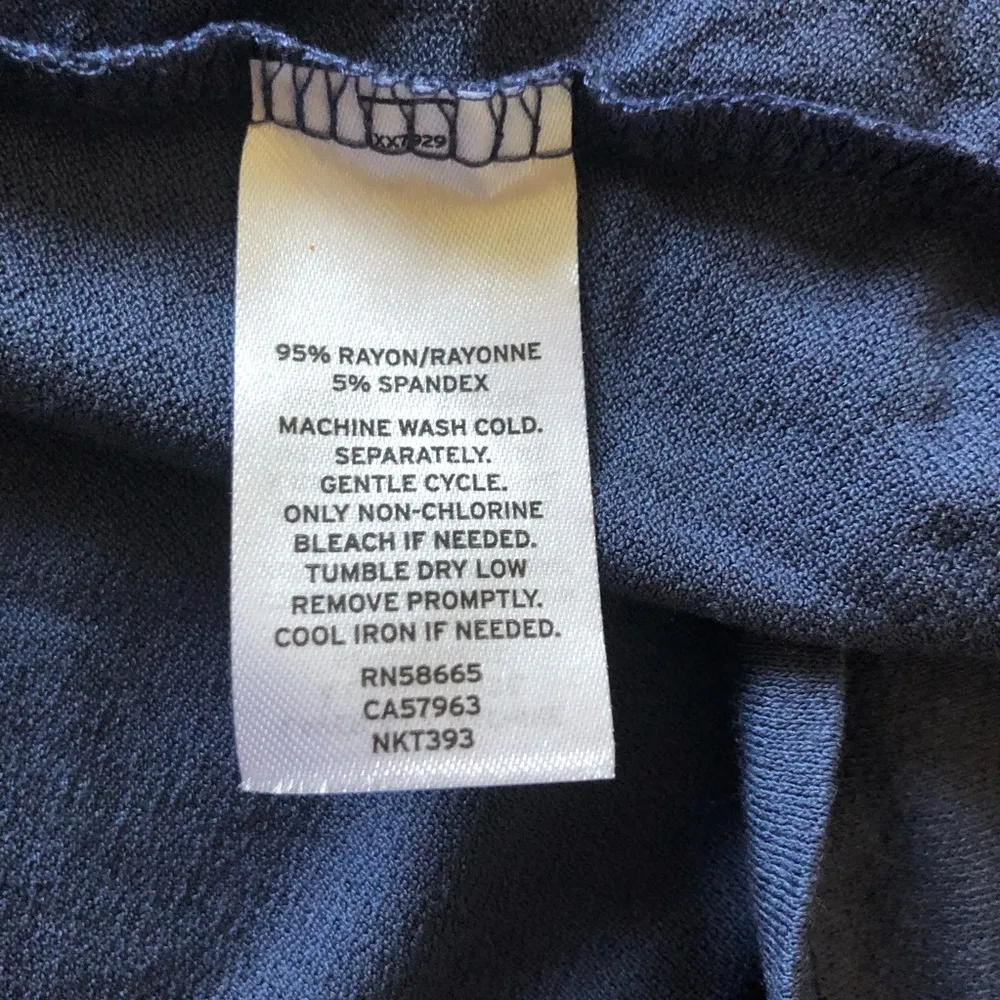 95% RAYON/RAYONNE
5% SPANDEX
MACHINE WASH COLD.
SEPARATELY.
GENTLE CYCLE.
ONLY NON-CHLORINE
BLEACH IF NEEDED.
TUMBLE DRY LOW
REMOVE PROMPTLY.
COOL IRON IF NEEDED.
RN58665
CA57963
NKT393